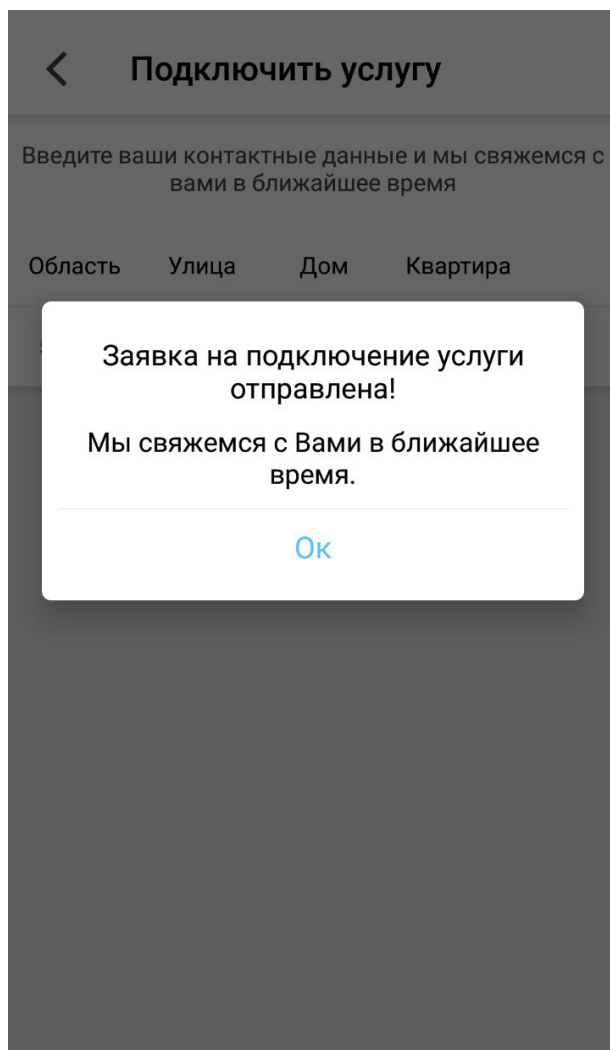 Подключить услугу
Введите ваши контактные данные и мы свяжемся с
вами в ближайшее время
Область Улица Дом Квартира
Заявка на подключение услуги
отправлена!
Мы свяжемся с Вами в ближайшее
время.
Ок